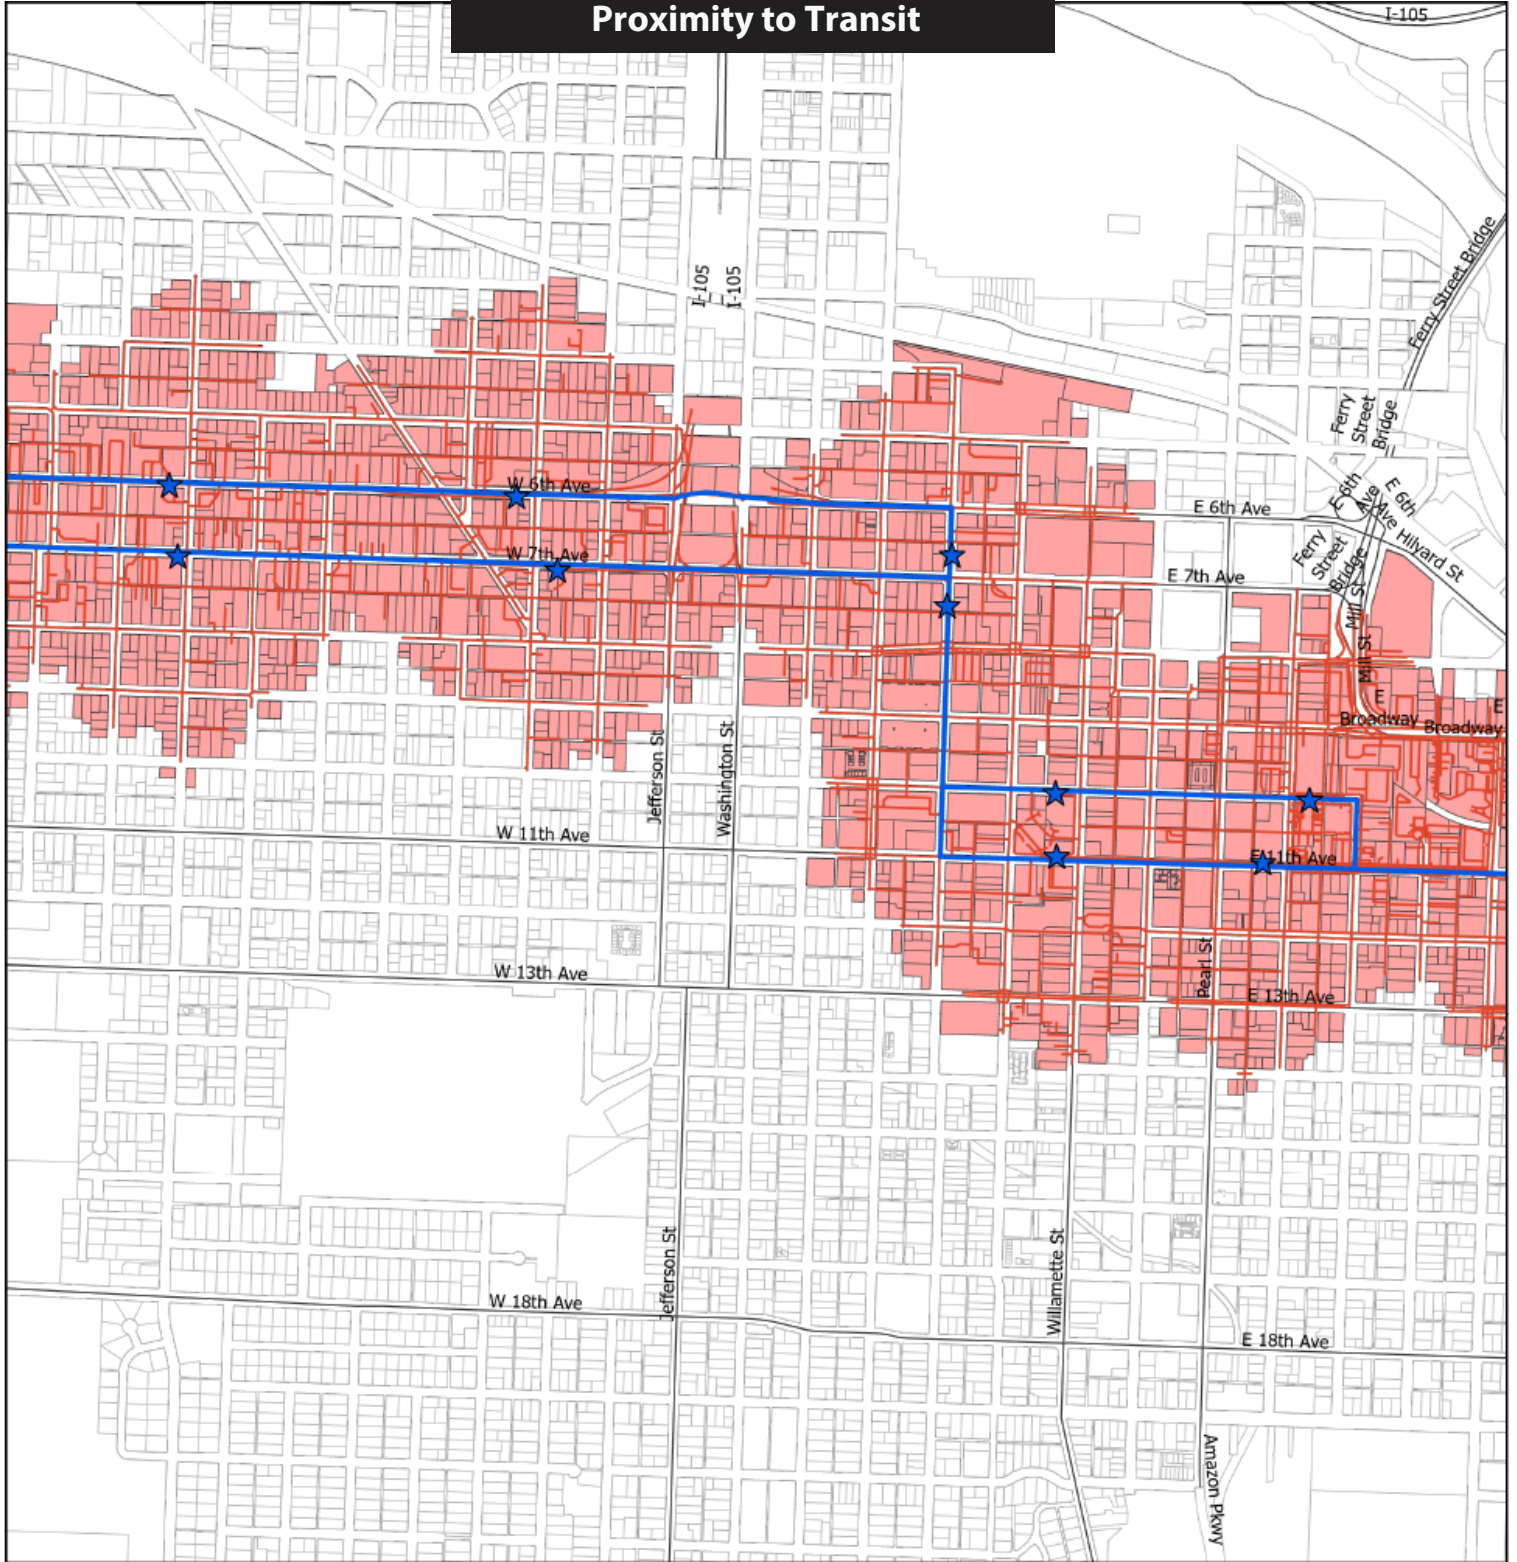 Proximity to Transit
I-105
Ferry Street Bridge
I-105
I-105
Ferry
Street
Bridge
W 6th Ave
E 6th Ave
E 6th
Ave
E 6th
Ave
Hilyard St
W 7th Ave
E 7th Ave
Ferry
Street
Bridge
Mill St
Mill St
E
Broadway
E
Broadway
Jefferson St
Washington St
W 11th Ave
E 11th Ave
Pearl St
W 13th Ave
E 13th Ave
Jefferson St
Willamette St
W 18th Ave
E 18th Ave
Amazon Pkwy